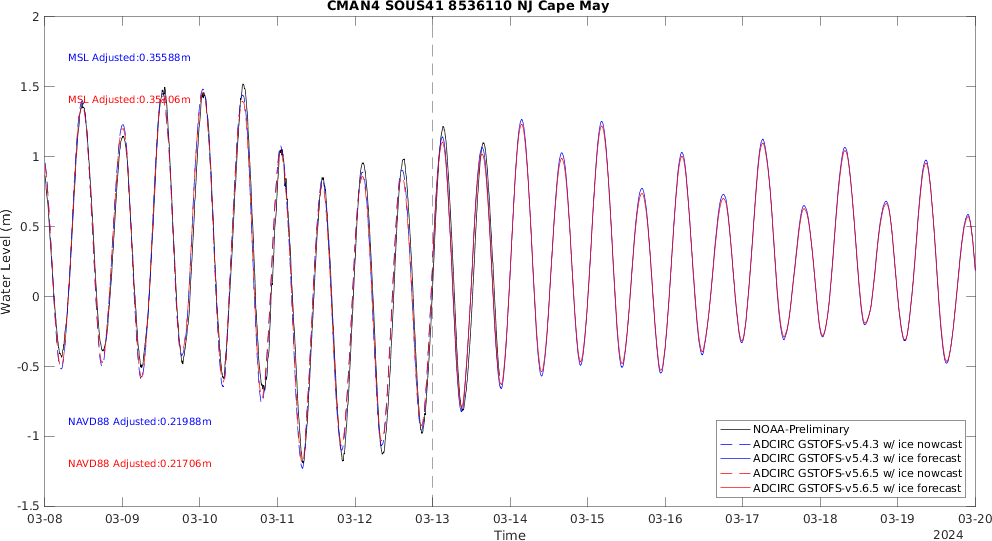 CMAN4 SOUS41 8536110 NJ Cape May
2
MSL Adjusted:0.35588m
1.5
1
0.5
Water Level (m)
0
-0.5
NAVD88 Adjusted:0.21988m
NOAA-Preliminary
-1
ADCIRC GSTOFS-v5.4.3 w/ ice nowcast
ADCIRC GSTOFS-v5.4.3 w/ ice forecast
NAVD88 Adjusted:0.21706m
ADCIRC GSTOFS-v5.6.5 w/ ice nowcast
ADCIRC GSTOFS-v5.6.5 w/ ice forecast
-1.5
03-08 03-09 03-10 03-11 03-12 03-13 03-14 03-15 03-16 03-17 03-18 03-19 03-20
Time
2024
MSL Adjusted: